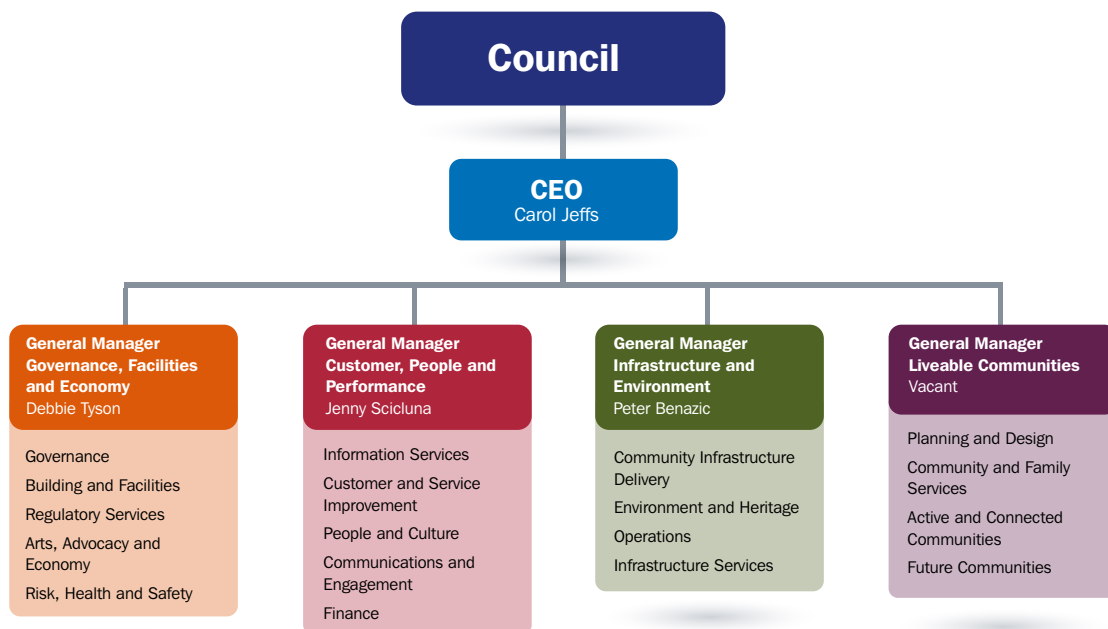 Council
CEO
Carol Jeffs
General Manager
Governance, Facilities
and Economy
Debbie Tyson
Governance
Building and Facilities
Regulatory Services
Arts, Advocacy and
Economy
Risk, Health and Safety
General Manager
Customer, People and
Performance
Jenny Scicluna
Information Services
Customer and Service
Improvement
People and Culture
Communications and
Engagement
Finance
General Manager
Infrastructure and
Environment
Peter Benazic
Community Infrastructure
Delivery
Environment and Heritage
Operations
Infrastructure Services
General Manager
Liveable Communities
Vacant
Planning and Design
Community and Family
Services
Active and Connected
Communities
Future Communities